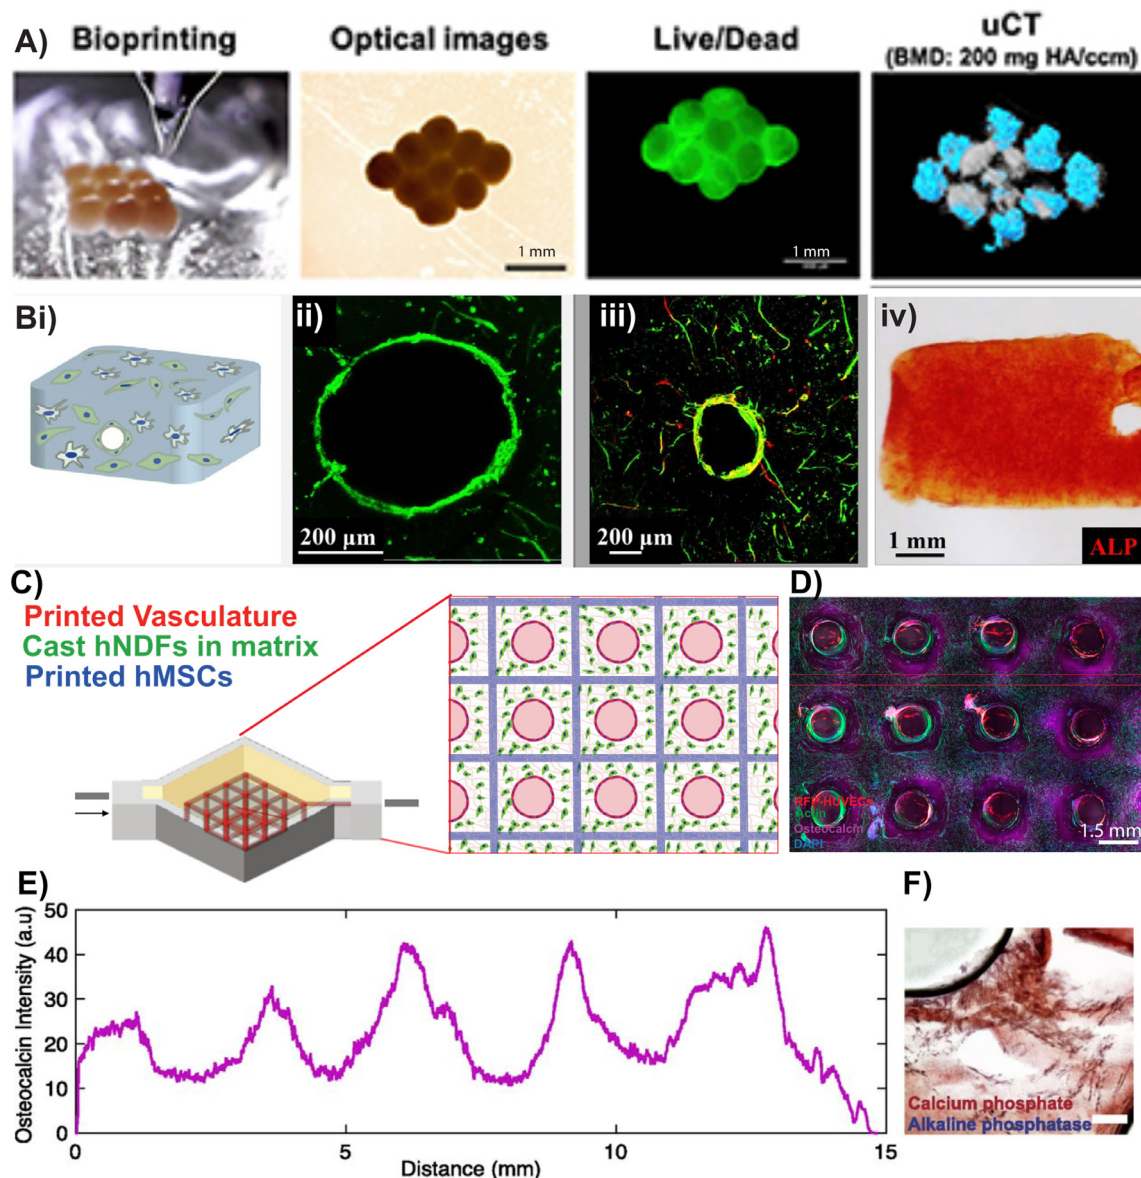 A)
Bioprinting
Optical images
Live/Dead
uCT
(BMD: 200 mg HA/ccm)
1 mm
1 mm
Bi)
ii)
iii)
iv)
200 µm
200 µm
1 mm
ALP
C)
Printed Vasculature
Cast hNDFs in matrix
Printed hMSCs
D)
RFP-HUVECs
Actin
Osteocalcin
DAPI
1.5 mm
E)
Osteocalcin Intensity (a.u)
50
40
30
20
10
0
0
5
10
15
Distance (mm)
F)
Calcium phosphate
Alkaline phosphatase